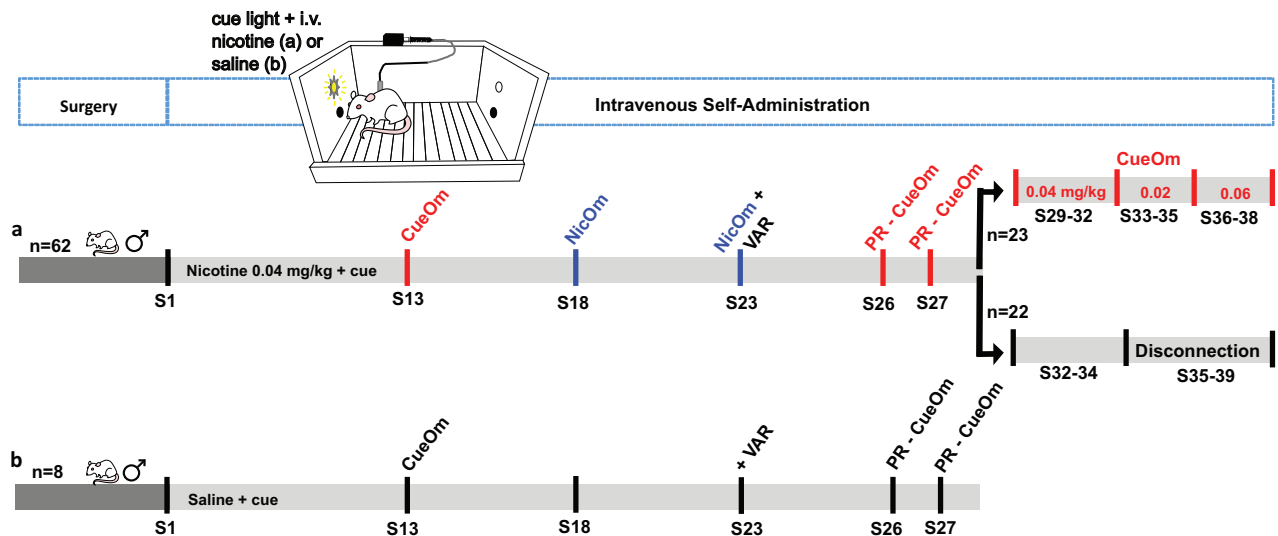 cue light + i.v.
nicotine (a) or
saline (b)
Surgery
Intravenous Self-Administration
a
n=62
Nicotine 0.04 mg/kg + cue
CueOm
NicOm
NicOm +
VAR
PR - CueOm
PR - CueOm
S1
S13
S18
S23
S26
S27
n=23
CueOm
0.04 mg/kg
0.02
0.06
S29-32
S33-35
S36-38
n=22
Disconnection
S32-34
S35-39
b
n=8
Saline + cue
CueOm
+ VAR
PR - CueOm
PR - CueOm
S1
S13
S18
S23
S26
S27